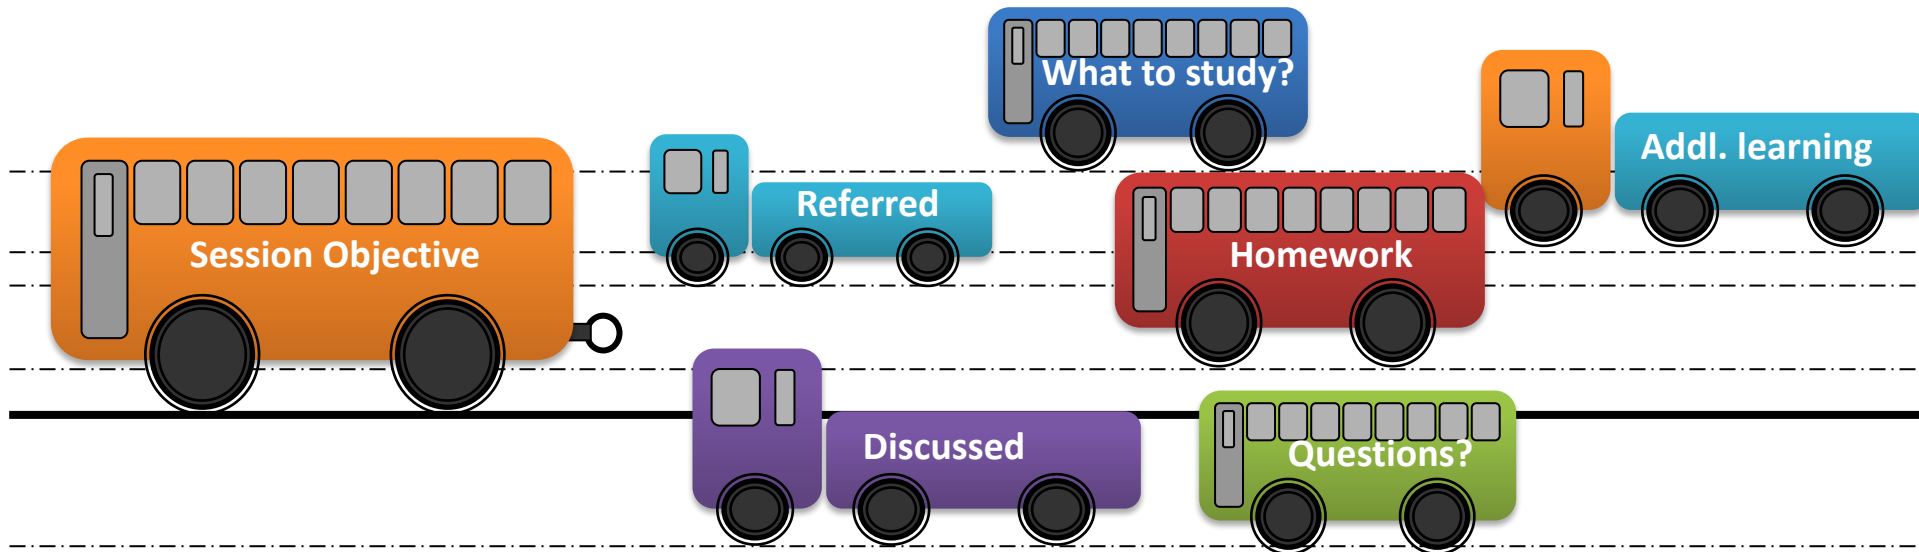 What to study?
Addl. learning
Referred
Session Objective
Homework
Discussed
Questions?